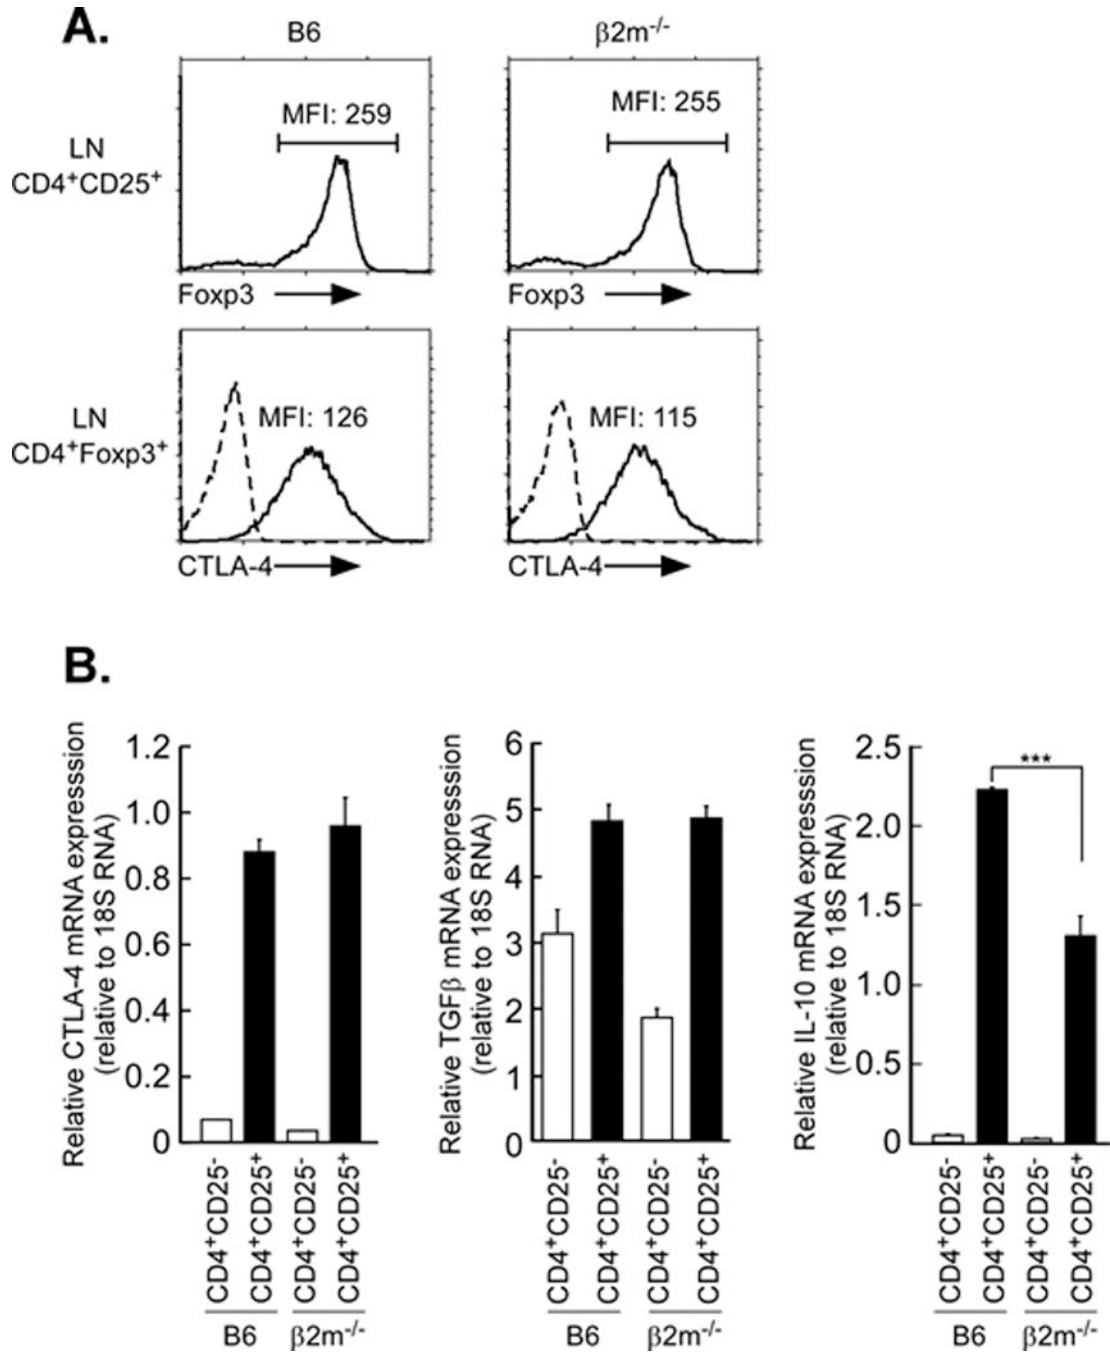 A.
B6
β2m-/-
MFI: 259
MFI: 255
LN
CD4+CD25+
Foxp3
Foxp3
MFI: 126
MFI: 115
LN
CD4+Foxp3+
CTLA-4
CTLA-4
B.
Relative CTLA-4 mRNA expresssion
(relative to 18S RNA)
1.2
1.0
0.8
0.6
0.4
0.2
0
CD4+CD25-
CD4+CD25+
CD4+CD25-
CD4+CD25+
B6
β2m-/-
Relative TGFβ mRNA expression
(relative to 18S RNA)
6
5
4
3
2
1
0
CD4+CD25-
CD4+CD25+
CD4+CD25-
CD4+CD25+
B6
β2m-/-
Relative IL-10 mRNA expression
(relative to 18S RNA)
2.5
2.0
1.5
1.0
0.5
0
***
CD4+CD25-
CD4+CD25+
CD4+CD25-
CD4+CD25+
B6
β2m-/-